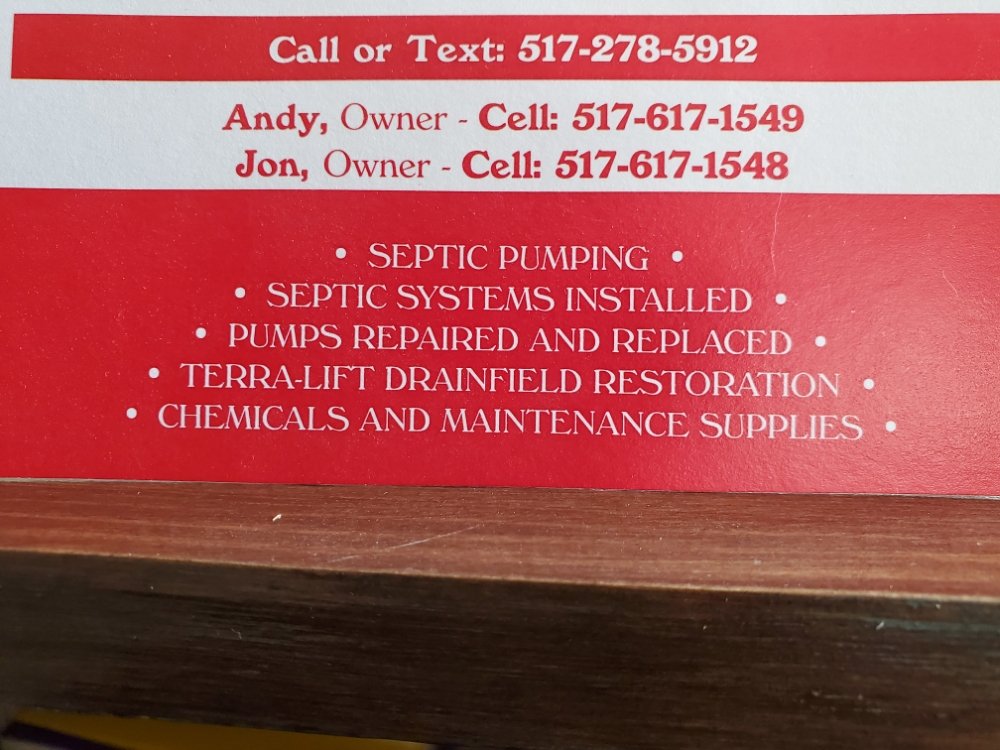 Call or Text: 517-278-5912
Andy, Owner - Cell: 517-617-1549
Jon, Owner - Cell: 517-617-1548
• SEPTIC PUMPING •
• SEPTIC SYSTEMS INSTALLED •
• PUMPS REPAIRED AND REPLACED •
• TERRA-LIFT DRAINFIELD RESTORATION •
• CHEMICALS AND MAINTENANCE SUPPLIES •